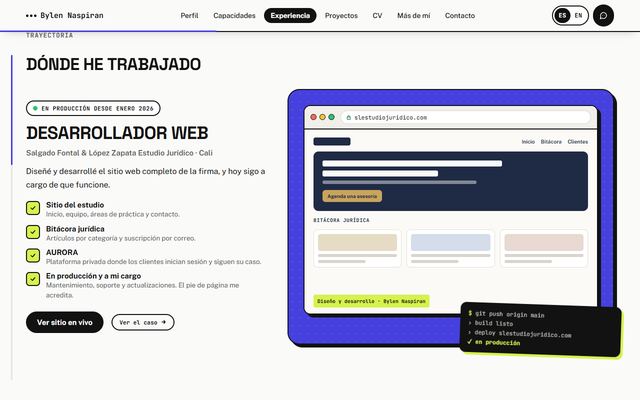 Bylen Naspiran
Perfil
Capacidades
Experiencia
Proyectos
CV
Más de mí
Contacto
ES
EN
TRAYECTORIA
DÓNDE HE TRABAJADO
EN PRODUCCIÓN DESDE ENERO 2026
DESARROLLADOR WEB
Salgado Fontal & López Zapata Estudio Jurídico · Cali
Diseñé y desarrollé el sitio web completo de la firma, y hoy sigo a
cargo de que funcione.
Sitio del estudio
Inicio, equipo, áreas de práctica y contacto.
Bitácora jurídica
Artículos por categoría y suscripción por correo.
AURORA
Plataforma privada donde los clientes inician sesión y siguen su caso.
En producción y a mi cargo
Mantenimiento, soporte y actualizaciones. El pie de página me
acredita.
Ver sitio en vivo
Ver el caso →
slestudiojuridico.com
Inicio
Bitácora
Clientes
Agenda una asesoría
BITÁCORA JURÍDICA
Diseño y desarrollo · Bylen Naspiran
$ git push origin main
› build listo
› deploy slestudiojuridico.com
✓ en producción